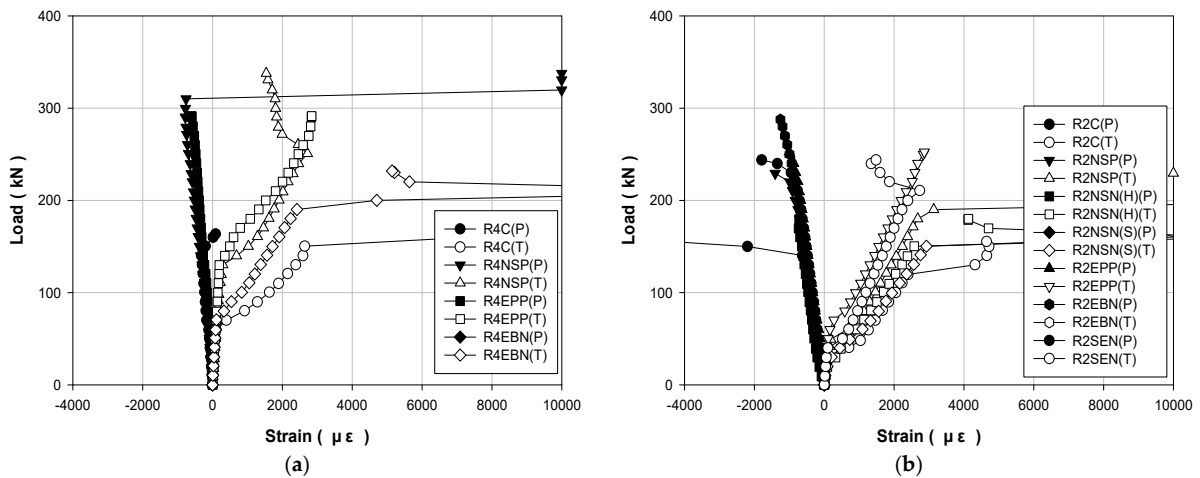 400
300
200
100
0
Load ( kN)
-4000 -2000 0 2000 4000 6000 8000 10000
Strain ( με )
R4C(P)
R4C(T)
R4NSP(P)
R4NSP(T)
R4EPP(P)
R4EPP(T)
R4EBN(P)
R4EBN(T)
(a)
400
300
200
100
0
Load ( kN)
-4000 -2000 0 2000 4000 6000 8000 10000
Strain ( με )
R2C(P)
R2C(T)
R2NSP(P)
R2NSP(T)
R2NSN(H)(P)
R2NSN(H)(T)
R2NSN(S)(P)
R2NSN(S)(T)
R2EPP(P)
R2EPP(T)
R2EBN(P)
R2EBN(T)
R2SEN(P)
R2SEN(T)
(b)